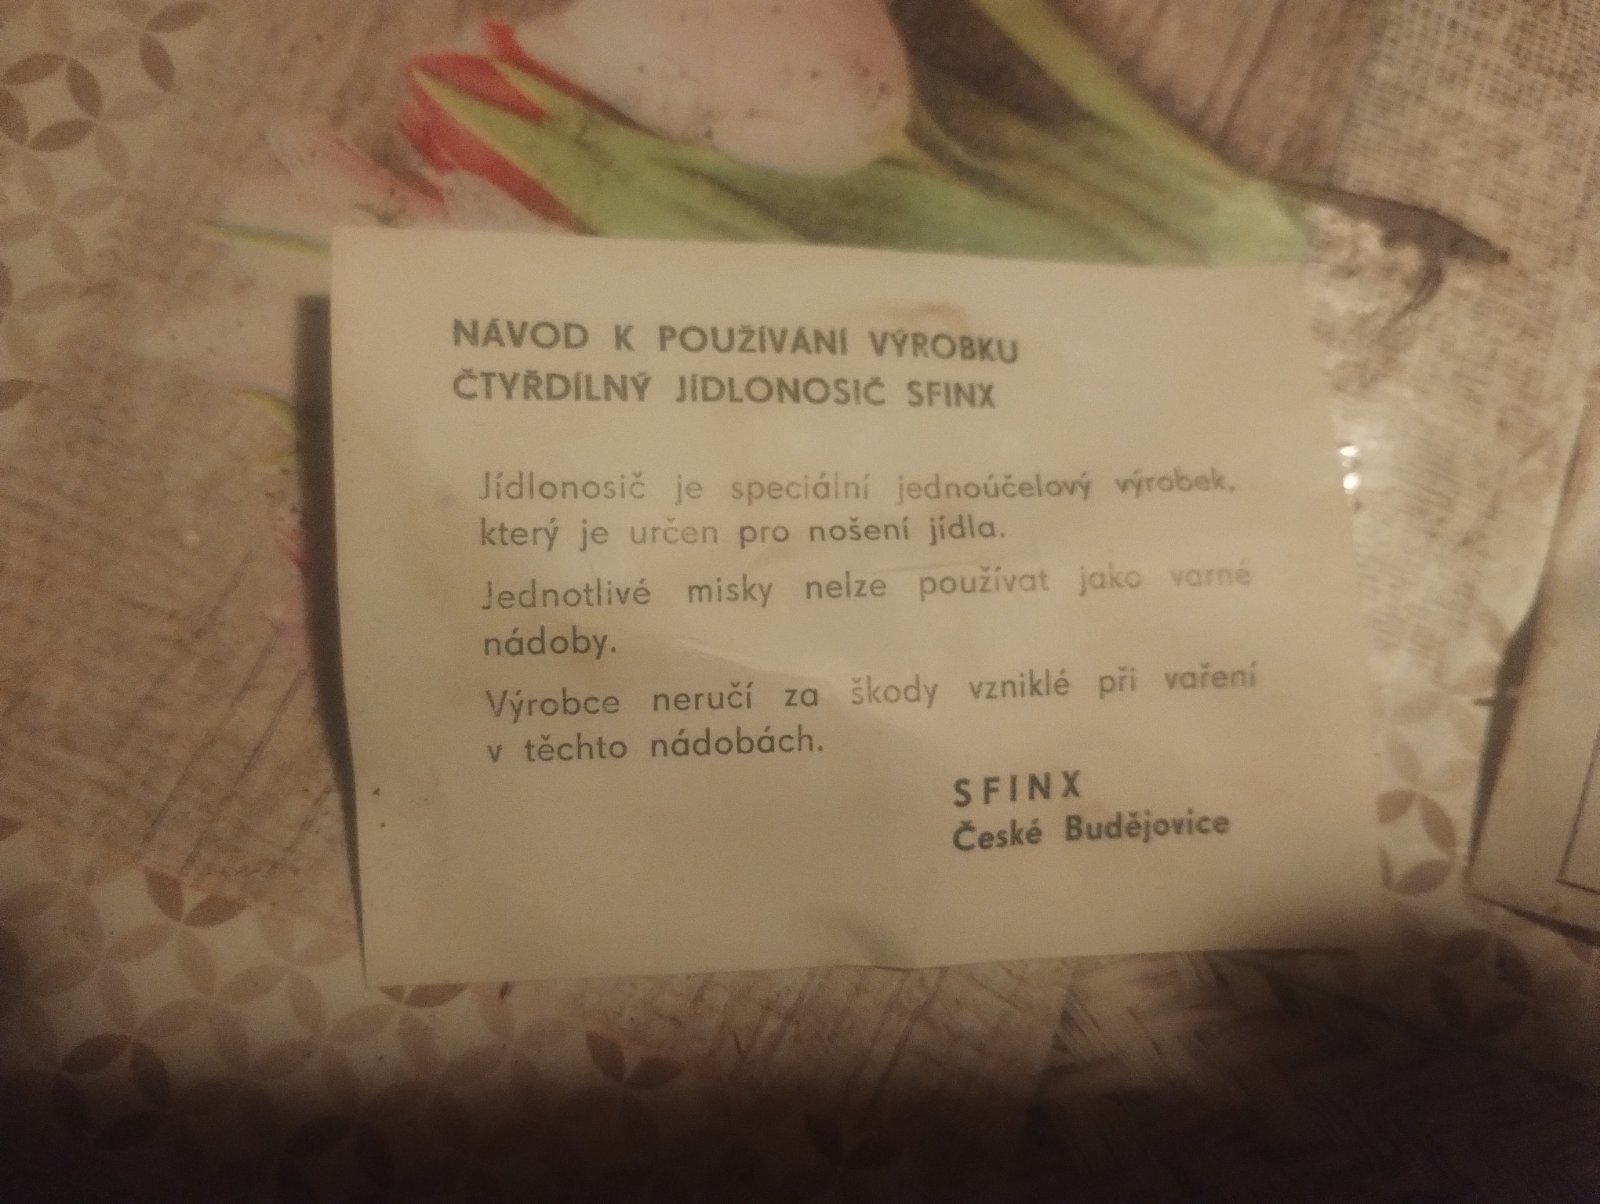 NÁVOD K POUŽÍVÁNÍ VÝROBKU
ČTYŘDÍLNÝ JÍDLONOSIČ SFINX
Jídlonosič je speciální jednoúčelový výrobek,
který je určen pro nošení jídla.
Jednotlivé misky nelze používat jako varné
nádoby.
Výrobce neručí za škody vzniklé při vaření
v těchto nádobách.
SFINX
České Budějovice